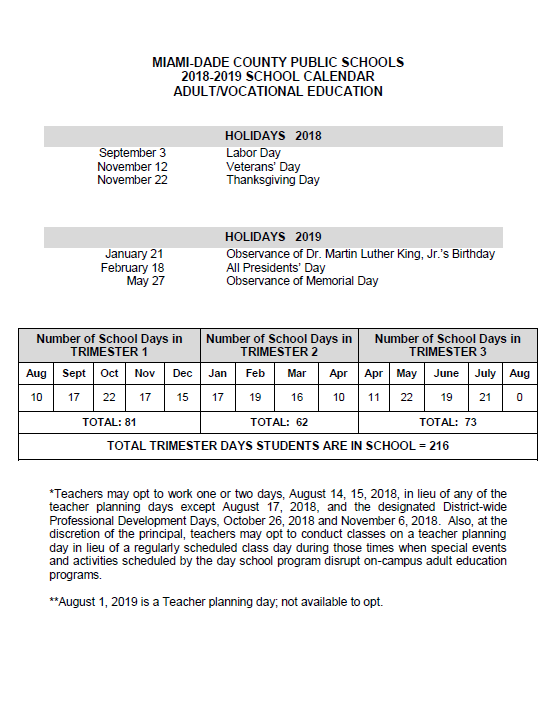 MIAMI-DADE COUNTY PUBLIC SCHOOLS
2018-2019 SCHOOL CALENDAR
ADULT/VOCATIONAL EDUCATION
HOLIDAYS 2018
September 3 Labor Day
November 12 Veterans' Day
November 22 Thanksgiving Day
HOLIDAYS 2019
January 21 Observance of Dr. Martin Luther King, Jr.'s Birthday
February 18 All Presidents' Day
May 27 Observance of Memorial Day
Number of School Days in Number of School Days in Number of School Days in
TRIMESTER 1 TRIMESTER 2 TRIMESTER 3
Aug Sept Oct Nov Dec Jan Feb Mar Apr Apr May June July Aug
10 17 22 17 15 17 19 16 10 11 22 19 21 0
TOTAL: 81 TOTAL: 62 TOTAL: 73
TOTAL TRIMESTER DAYS STUDENTS ARE IN SCHOOL = 216
*Teachers may opt to work one or two days, August 14, 15, 2018, in lieu of any of the
teacher planning days except August 17, 2018, and the designated District-wide
Professional Development Days, October 26, 2018 and November 6, 2018. Also, at the
discretion of the principal, teachers may opt to conduct classes on a teacher planning
day in lieu of a regularly scheduled class day during those times when special events
and activities scheduled by the day school program disrupt on-campus adult education
programs.
**August 1, 2019 is a Teacher planning day; not available to opt.